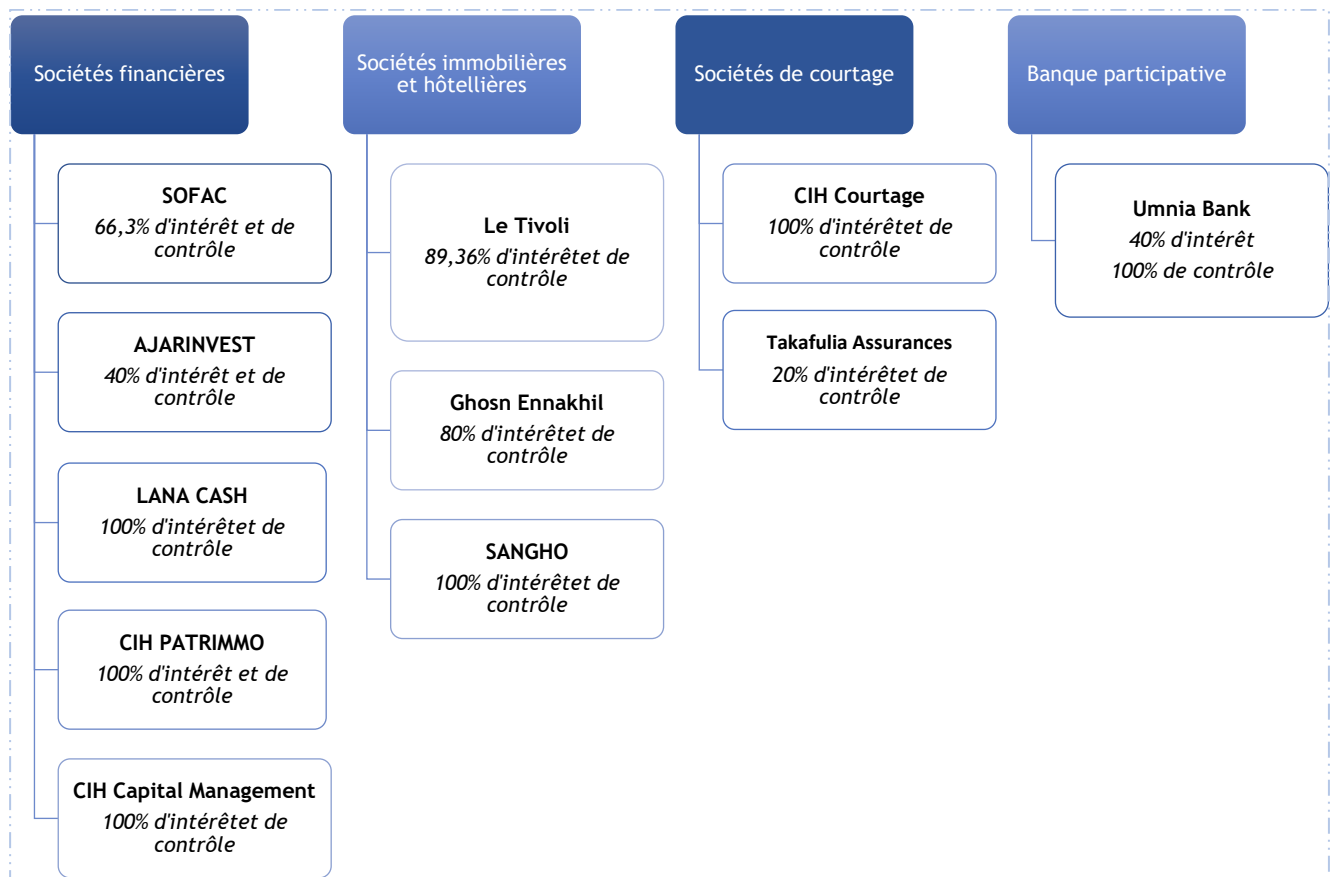 Sociétés financières
SOFAC
66,3% d'intérêt et de
contrôle
AJARINVEST
40% d'intérêt et de
contrôle
LANA CASH
100% d'intérêtet de
contrôle
CIH PATRIMMO
100% d'intérêt et de
contrôle
CIH Capital Management
100% d'intérêtet de
contrôle
Sociétés immobilières
et hôtellières
Le Tivoli
89,36% d'intérêtet de
contrôle
Ghosn Ennakhil
80% d'intérêtet de
contrôle
SANGHO
100% d'intérêtet de
contrôle
Sociétés de courtage
CIH Courtage
100% d'intérêtet de
contrôle
Takafulia Assurances
20% d'intérêtet de
contrôle
Banque participative
Umnia Bank
40% d'intérêt
100% de contrôle